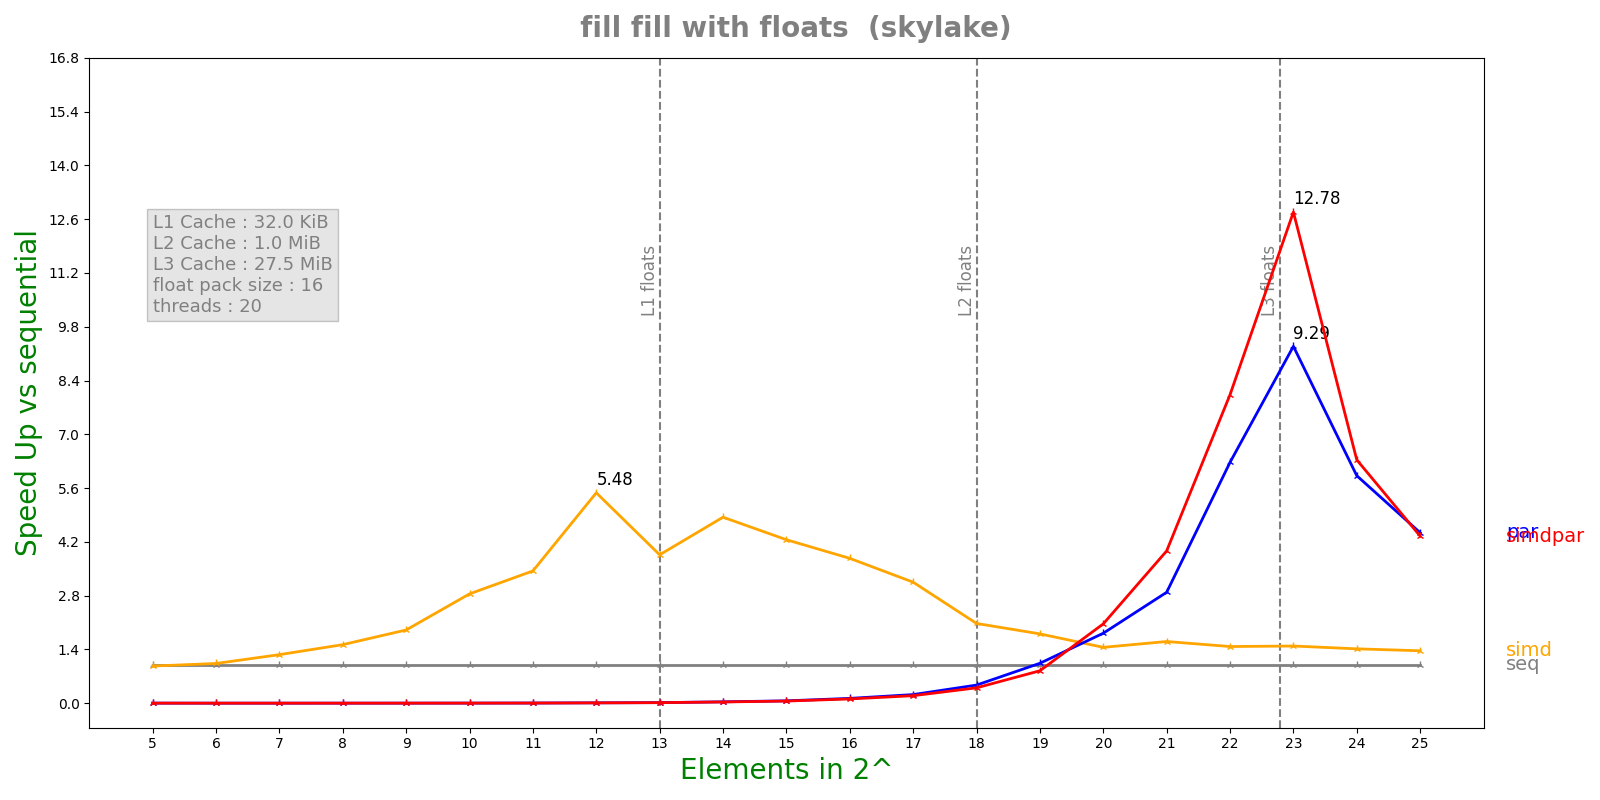 fill fill with floats  (skylake)
Speed Up vs sequential
16.8
15.4
14.0
12.6
11.2
9.8
8.4
7.0
5.6
4.2
2.8
1.4
0.0
L1 Cache : 32.0 KiB
L2 Cache : 1.0 MiB
L3 Cache : 27.5 MiB
float pack size : 16
threads : 20
L1 floats
L2 floats
L3 floats
5.48
12.78
9.29
par
simdpar
simd
seq
5 6 7 8 9 10 11 12 13 14 15 16 17 18 19 20 21 22 23 24 25
Elements in 2^